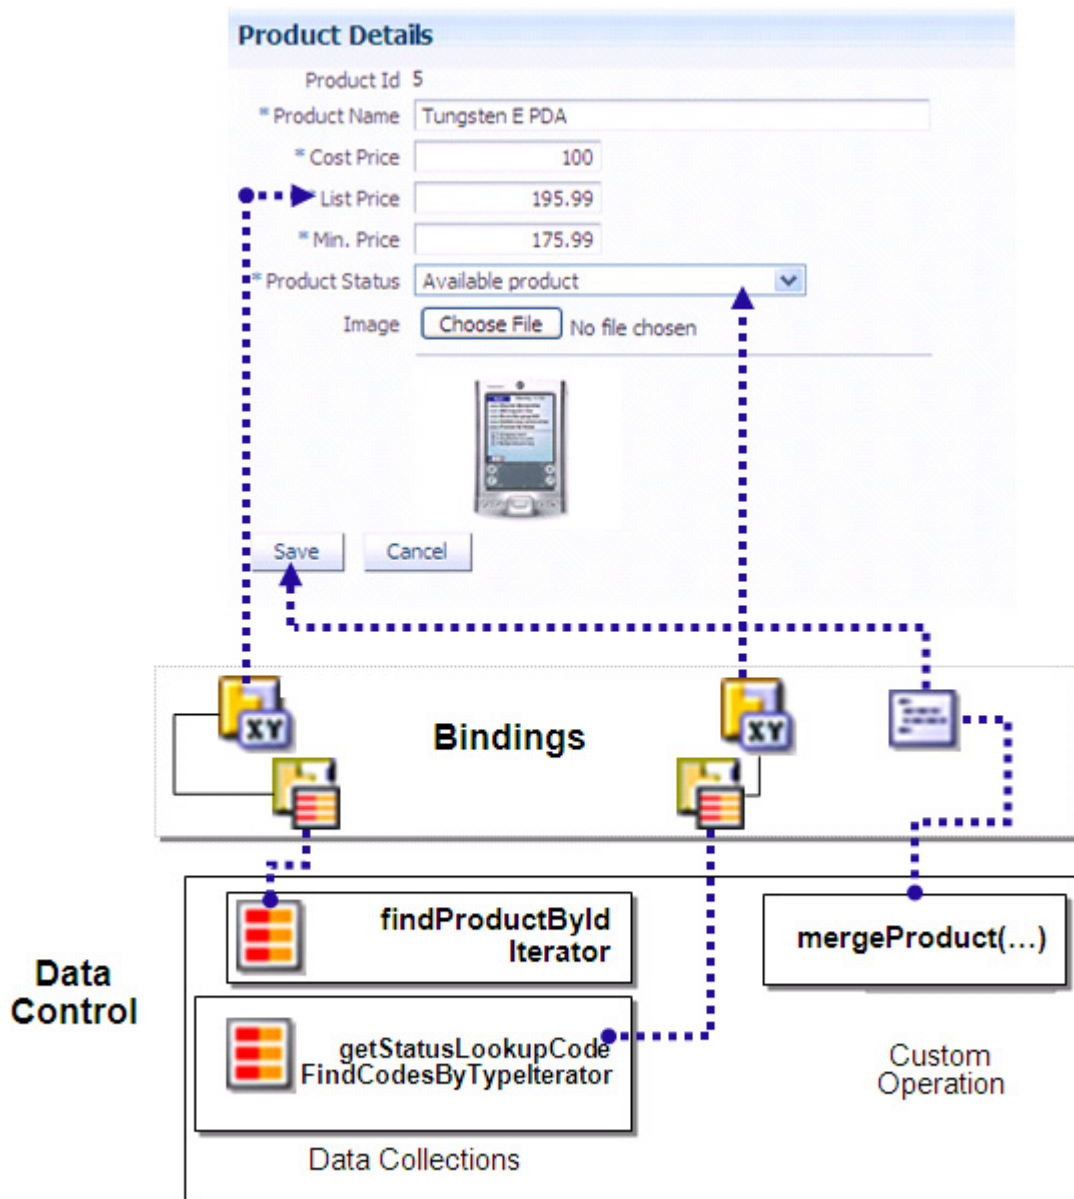 Product Details
Product Id 5
* Product Name Tungsten E PDA
* Cost Price 100
* List Price 195.99
* Min. Price 175.99
* Product Status Available product
Image Choose File No file chosen
Save Cancel
XY
XY
Bindings
findProductById
Iterator
mergeProduct(...)
Data
Control
getStatusLookupCode
FindCodesByTypeIterator
Custom
Operation
Data Collections